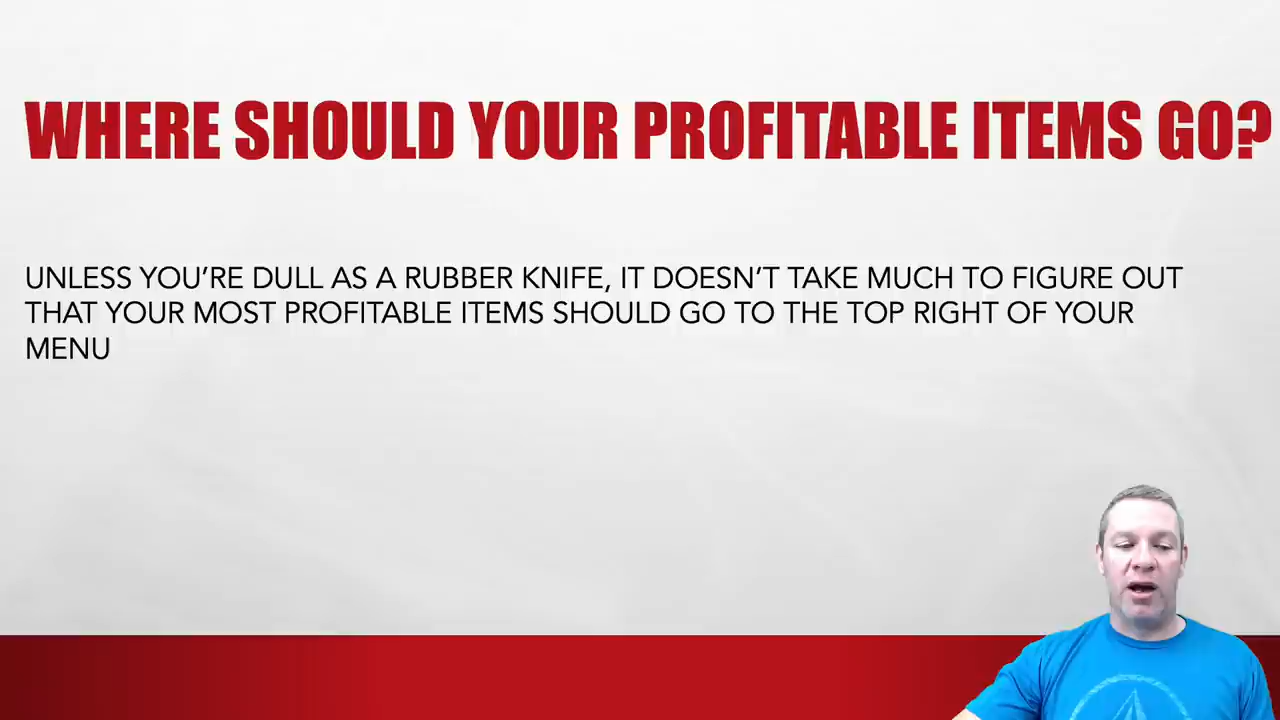 WHERE SHOULD YOUR PROFITABLE ITEMS GO?
UNLESS YOU’RE DULL AS A RUBBER KNIFE, IT DOESN’T TAKE MUCH TO FIGURE OUT
THAT YOUR MOST PROFITABLE ITEMS SHOULD GO TO THE TOP RIGHT OF YOUR
MENU